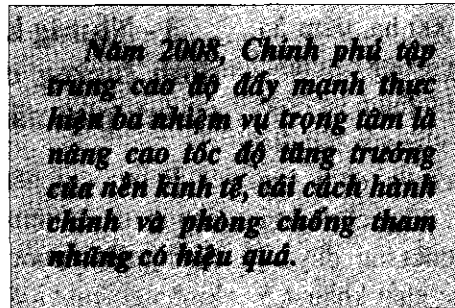 Năm 2008, Chính phủ tập
trung cao độ đẩy mạnh thực
hiện ba nhiệm vụ trọng tâm là
nâng cao tốc độ tăng trưởng
của nền kinh tế, cải cách hành
chính và phòng chống tham
nhũng có hiệu quả.